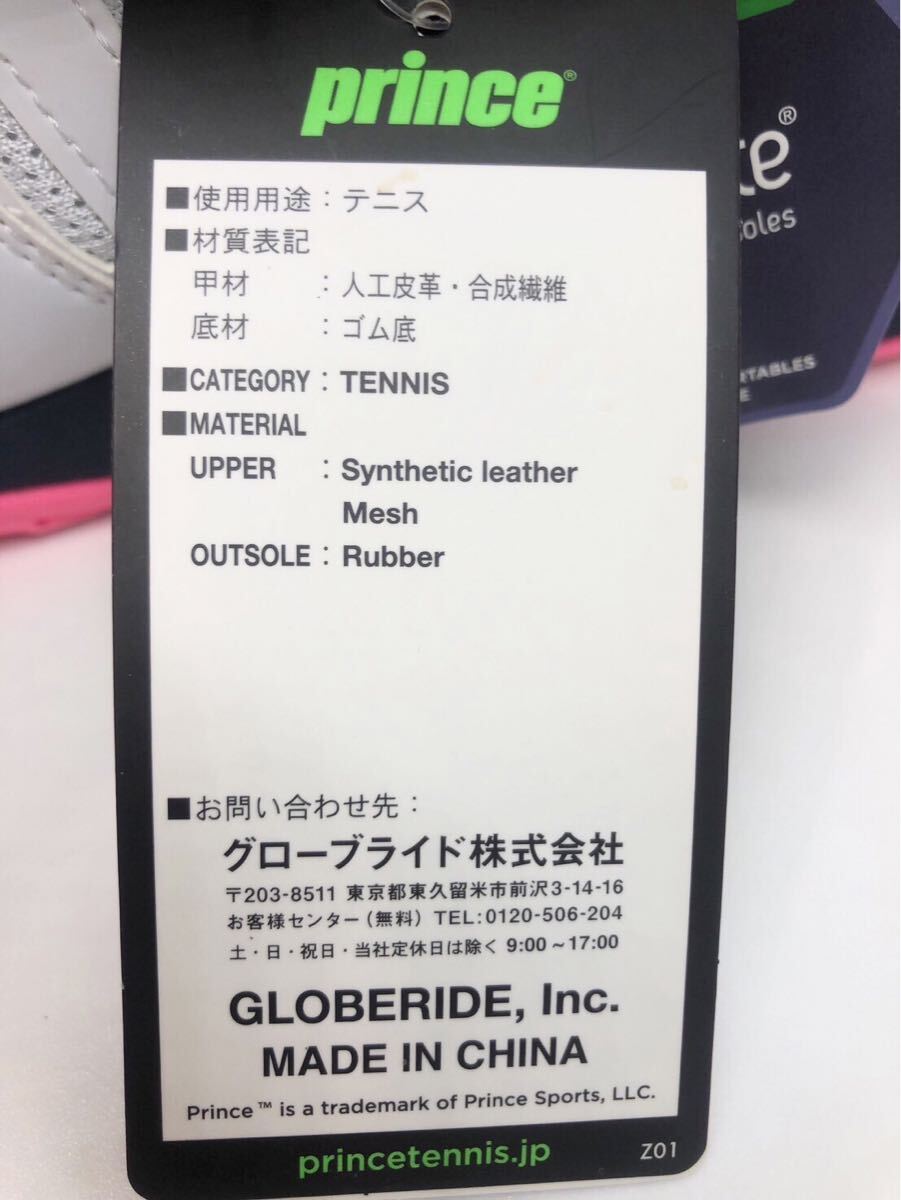 prince®
■使用用途：テニス
■材質表記
甲材 ：人工皮革・合成繊維
底材 ：ゴム底
■CATEGORY：TENNIS
■MATERIAL
UPPER ：Synthetic leather
Mesh
OUTSOLE：Rubber
■お問い合わせ先：
グローブライド株式会社
〒203-8511 東京都東久留米市前沢3-14-16
お客様センター（無料）TEL:0120-506-204
土・日・祝日・当社定休日は除く 9:00～17:00
GLOBERIDE, Inc.
MADE IN CHINA
Prince™ is a trademark of Prince Sports, LLC.
princetennis.jp Z01